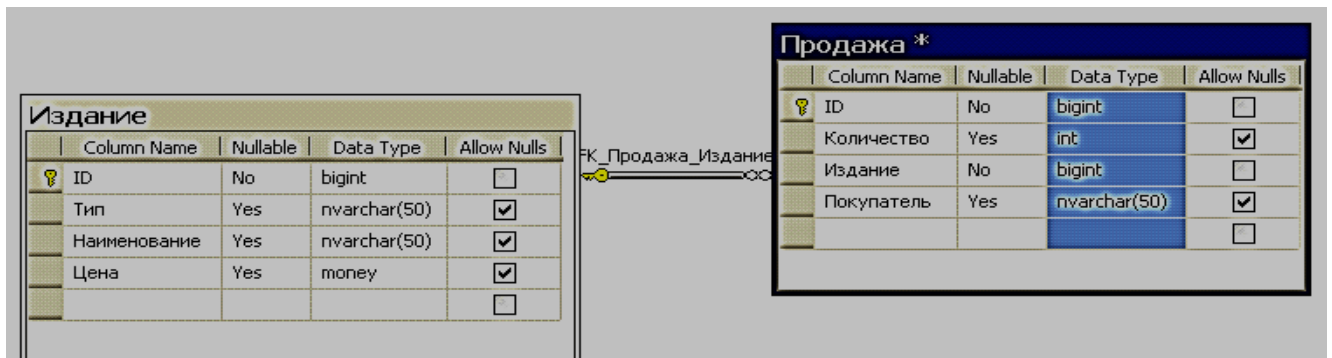 Продажа *
Column Name Nullable Data Type Allow Nulls
ID No bigint
Количество Yes int
Издание No bigint
Покупатель Yes nvarchar(50)
Издание
Column Name Nullable Data Type Allow Nulls
ID No bigint
Тип Yes nvarchar(50)
Наименование Yes nvarchar(50)
Цена Yes money
FK_Продажа_Издание